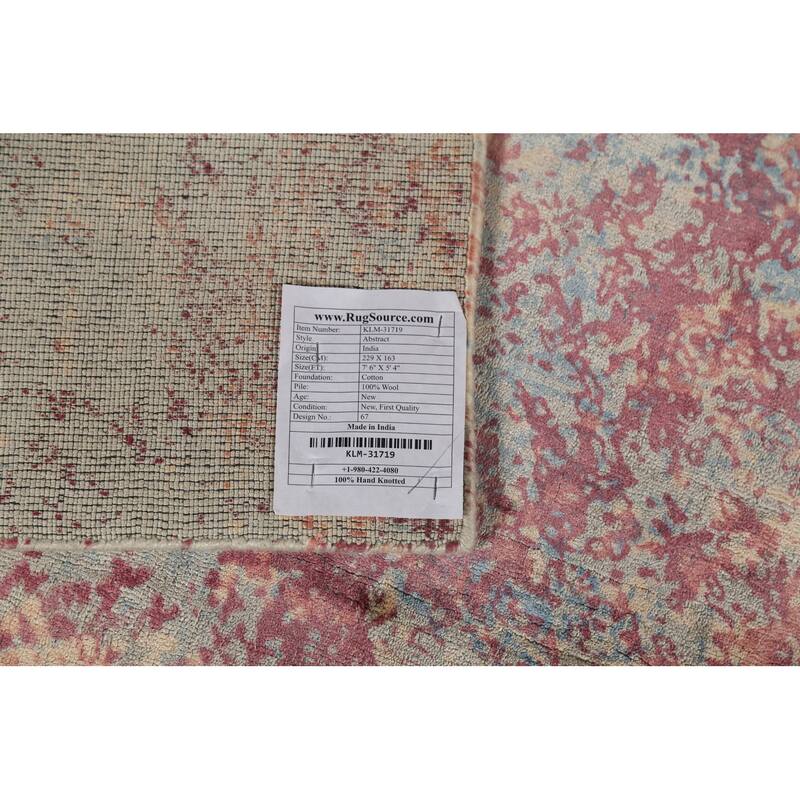 www.RugSource.com
Item Number: KLM-31719
Style Abstract
Origin India
Size(CM): 229 X 163
Size(FT): 7' 6" X 5' 4"
Foundation: Cotton
Pile: 100% Wool
Age: New
Condition: New, First Quality
Design No.: 67
Made in India
KLM-31719
+1-980-422-4080
100% Hand Knotted